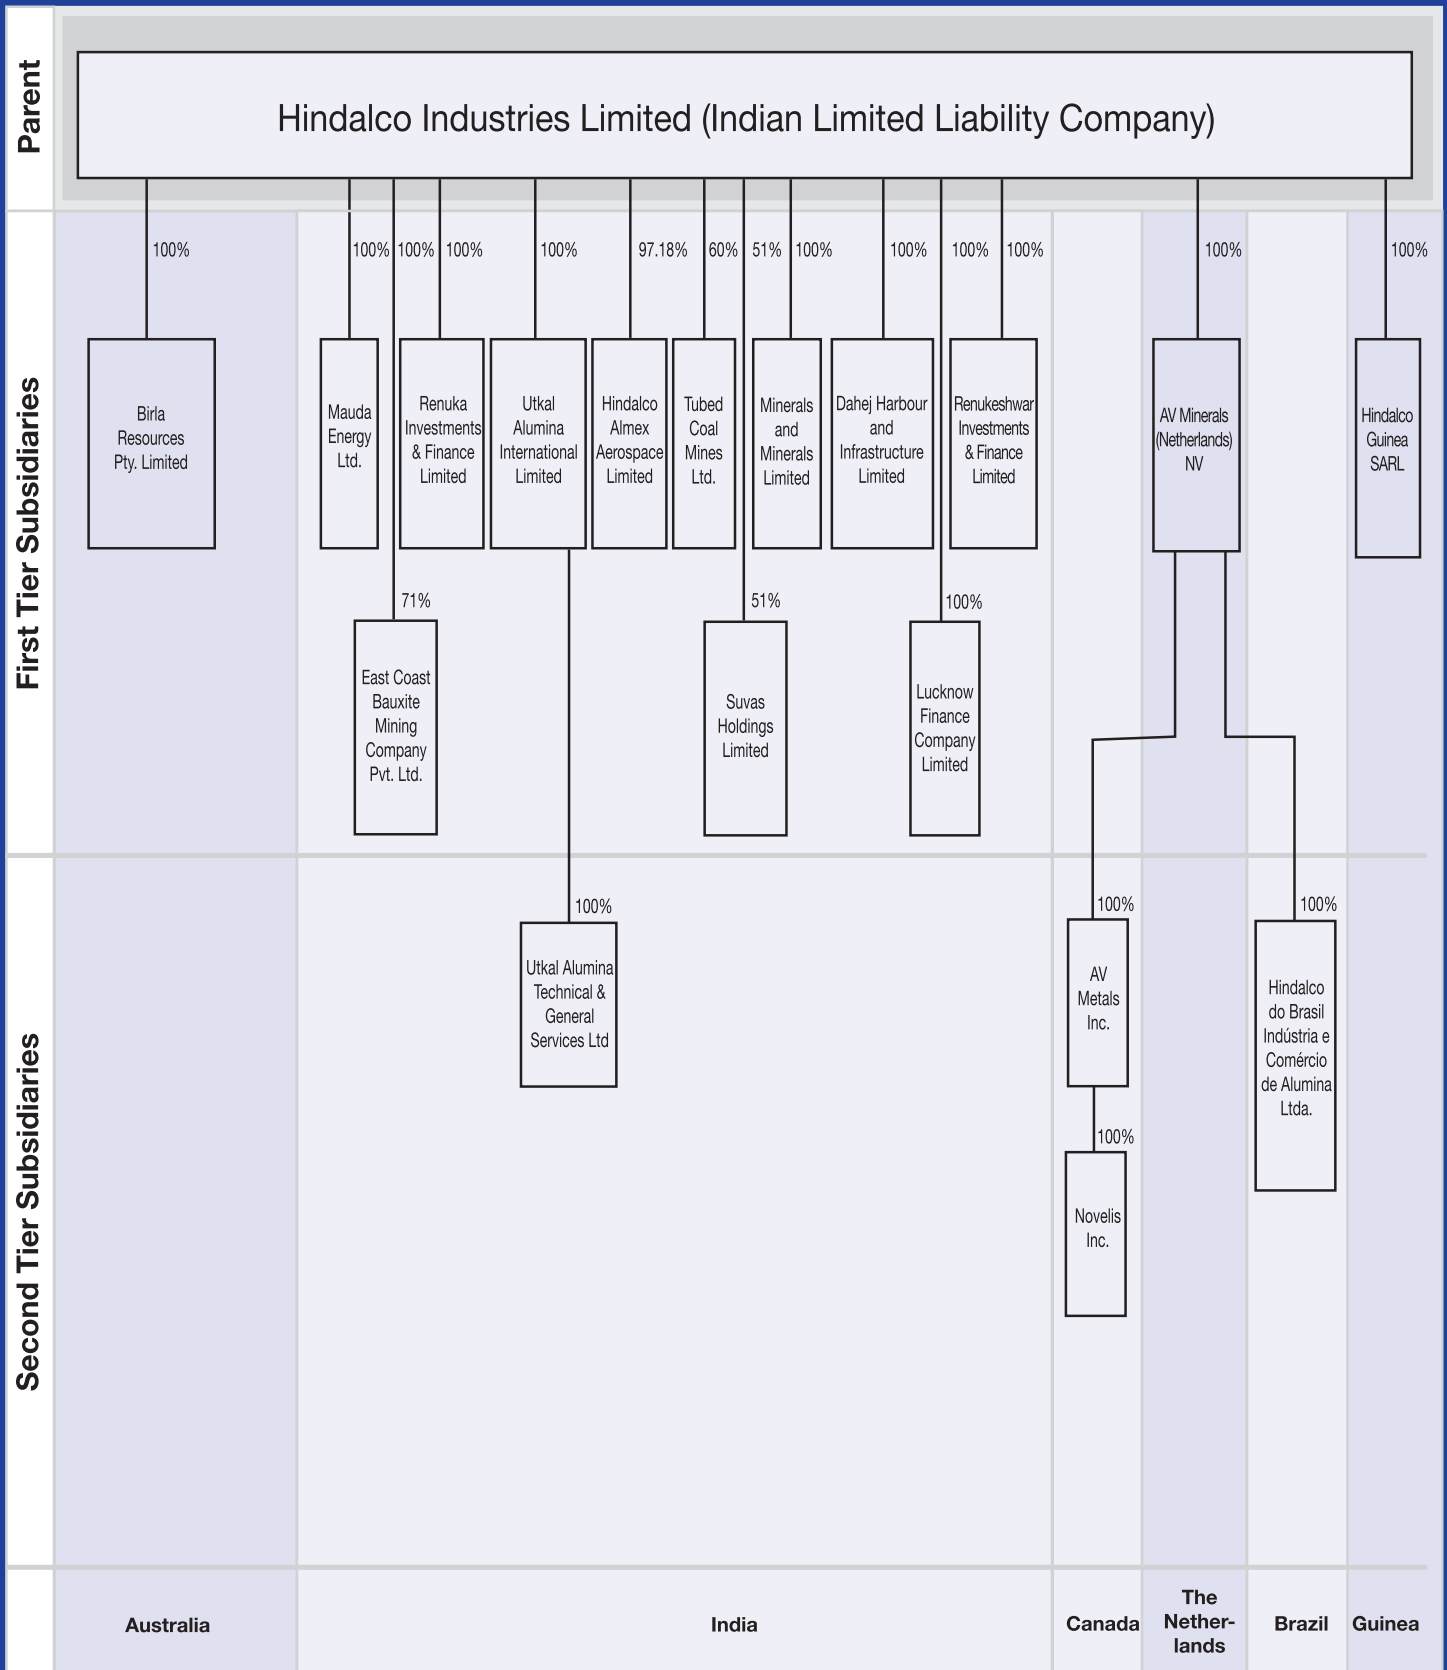 Parent
Hindalco Industries Limited (Indian Limited Liability Company)
First Tier Subsidiaries
100%
100%
100%
100%
100%
97.18%
60%
51%
100%
100%
100%
100%
100%
100%
Birla
Resources
Pty. Limited
Mauda
Energy
Ltd.
Renuka
Investments
& Finance
Limited
Utkal
Alumina
International
Limited
Hindalco
Almex
Aerospace
Limited
Tubed
Coal
Mines
Ltd.
Minerals
and
Minerals
Limited
Dahej Harbour
and
Infrastructure
Limited
Renukeshwar
Investments
& Finance
Limited
AV Minerals
(Netherlands)
NV
Hindalco
Guinea
SARL
71%
East Coast
Bauxite
Mining
Company
Pvt. Ltd.
51%
Suvas
Holdings
Limited
100%
Lucknow
Finance
Company
Limited
Second Tier Subsidiaries
100%
Utkal Alumina
Technical &
General
Services Ltd
100%
AV
Metals
Inc.
100%
Novelis
Inc.
100%
Hindalco
do Brasil
Indústria e
Comércio
de Alumina
Ltda.
Australia
India
Canada
The
Nether-
lands
Brazil
Guinea